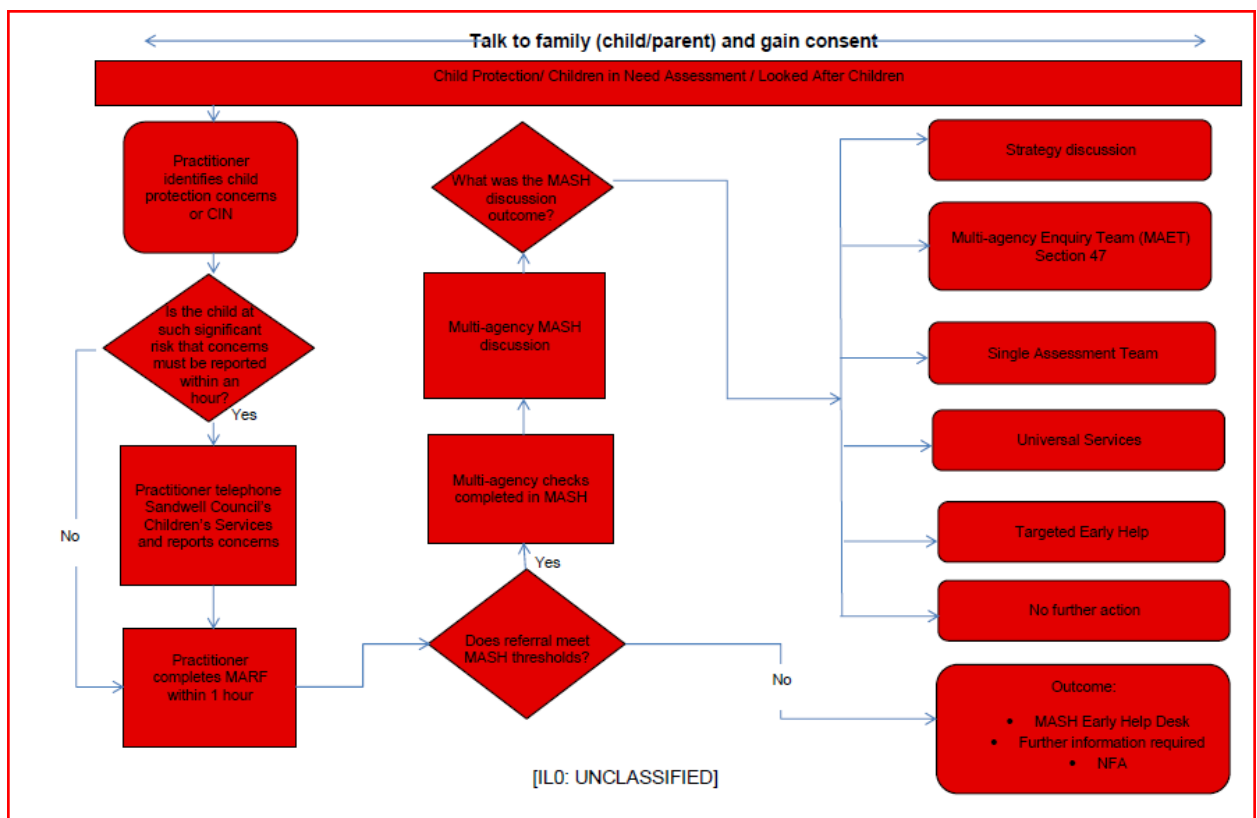 Talk to family (child/parent) and gain consent
Child Protection/ Children in Need Assessment / Looked After Children
Practitioner
identifies child
protection concerns
or CIN
Is the child at
such significant
risk that concerns
must be reported
within an
hour?
Yes
No
Practitioner telephone
Sandwell Council's
Children's Services
and reports concerns
Practitioner
completes MARF
within 1 hour
What was the MASH
discussion
outcome?
Multi-agency MASH
discussion
Multi-agency checks
completed in MASH
Yes
Does referral meet
MASH thresholds?
No
Strategy discussion
Multi-agency Enquiry Team (MAET)
Section 47
Single Assessment Team
Universal Services
Targeted Early Help
No further action
Outcome:
• MASH Early Help Desk
• Further information required
• NFA
[IL0: UNCLASSIFIED]